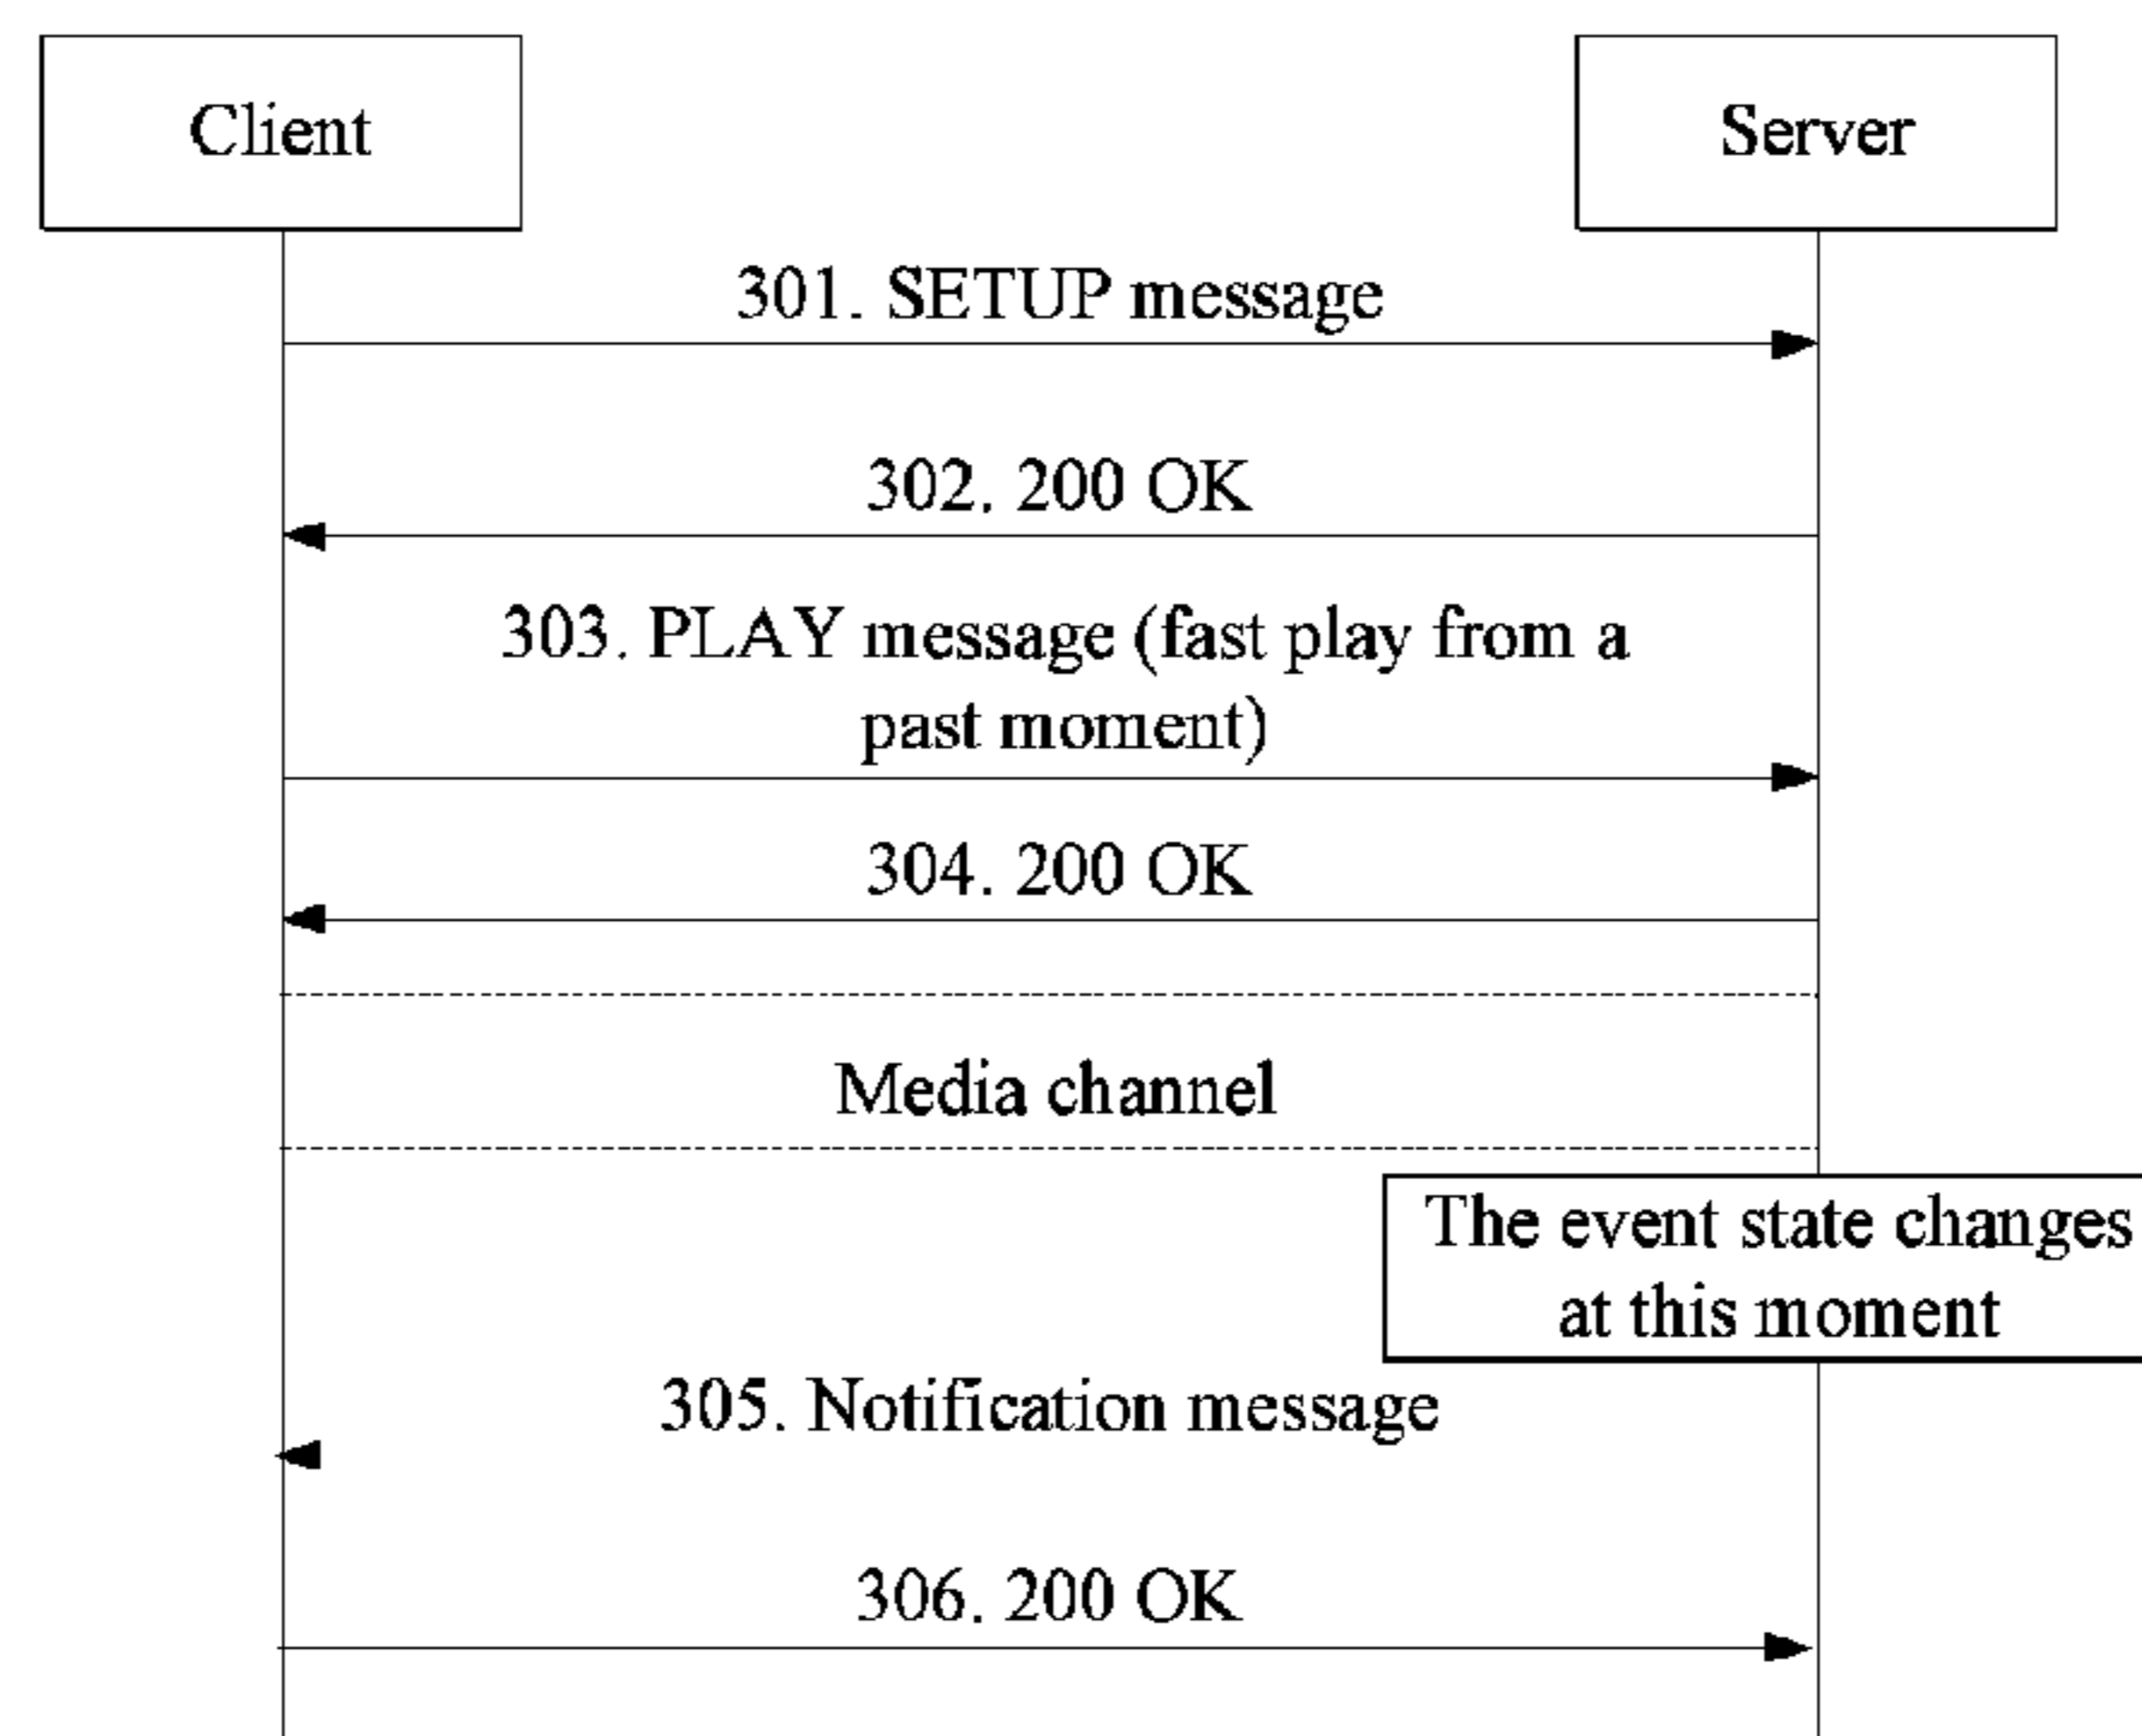 Client
Server
301. SETUP message
302. 200 OK
303. PLAY message (fast play from a
past moment)
304. 200 OK
Media channel
The event state changes
at this moment
305. Notification message
306. 200 OK